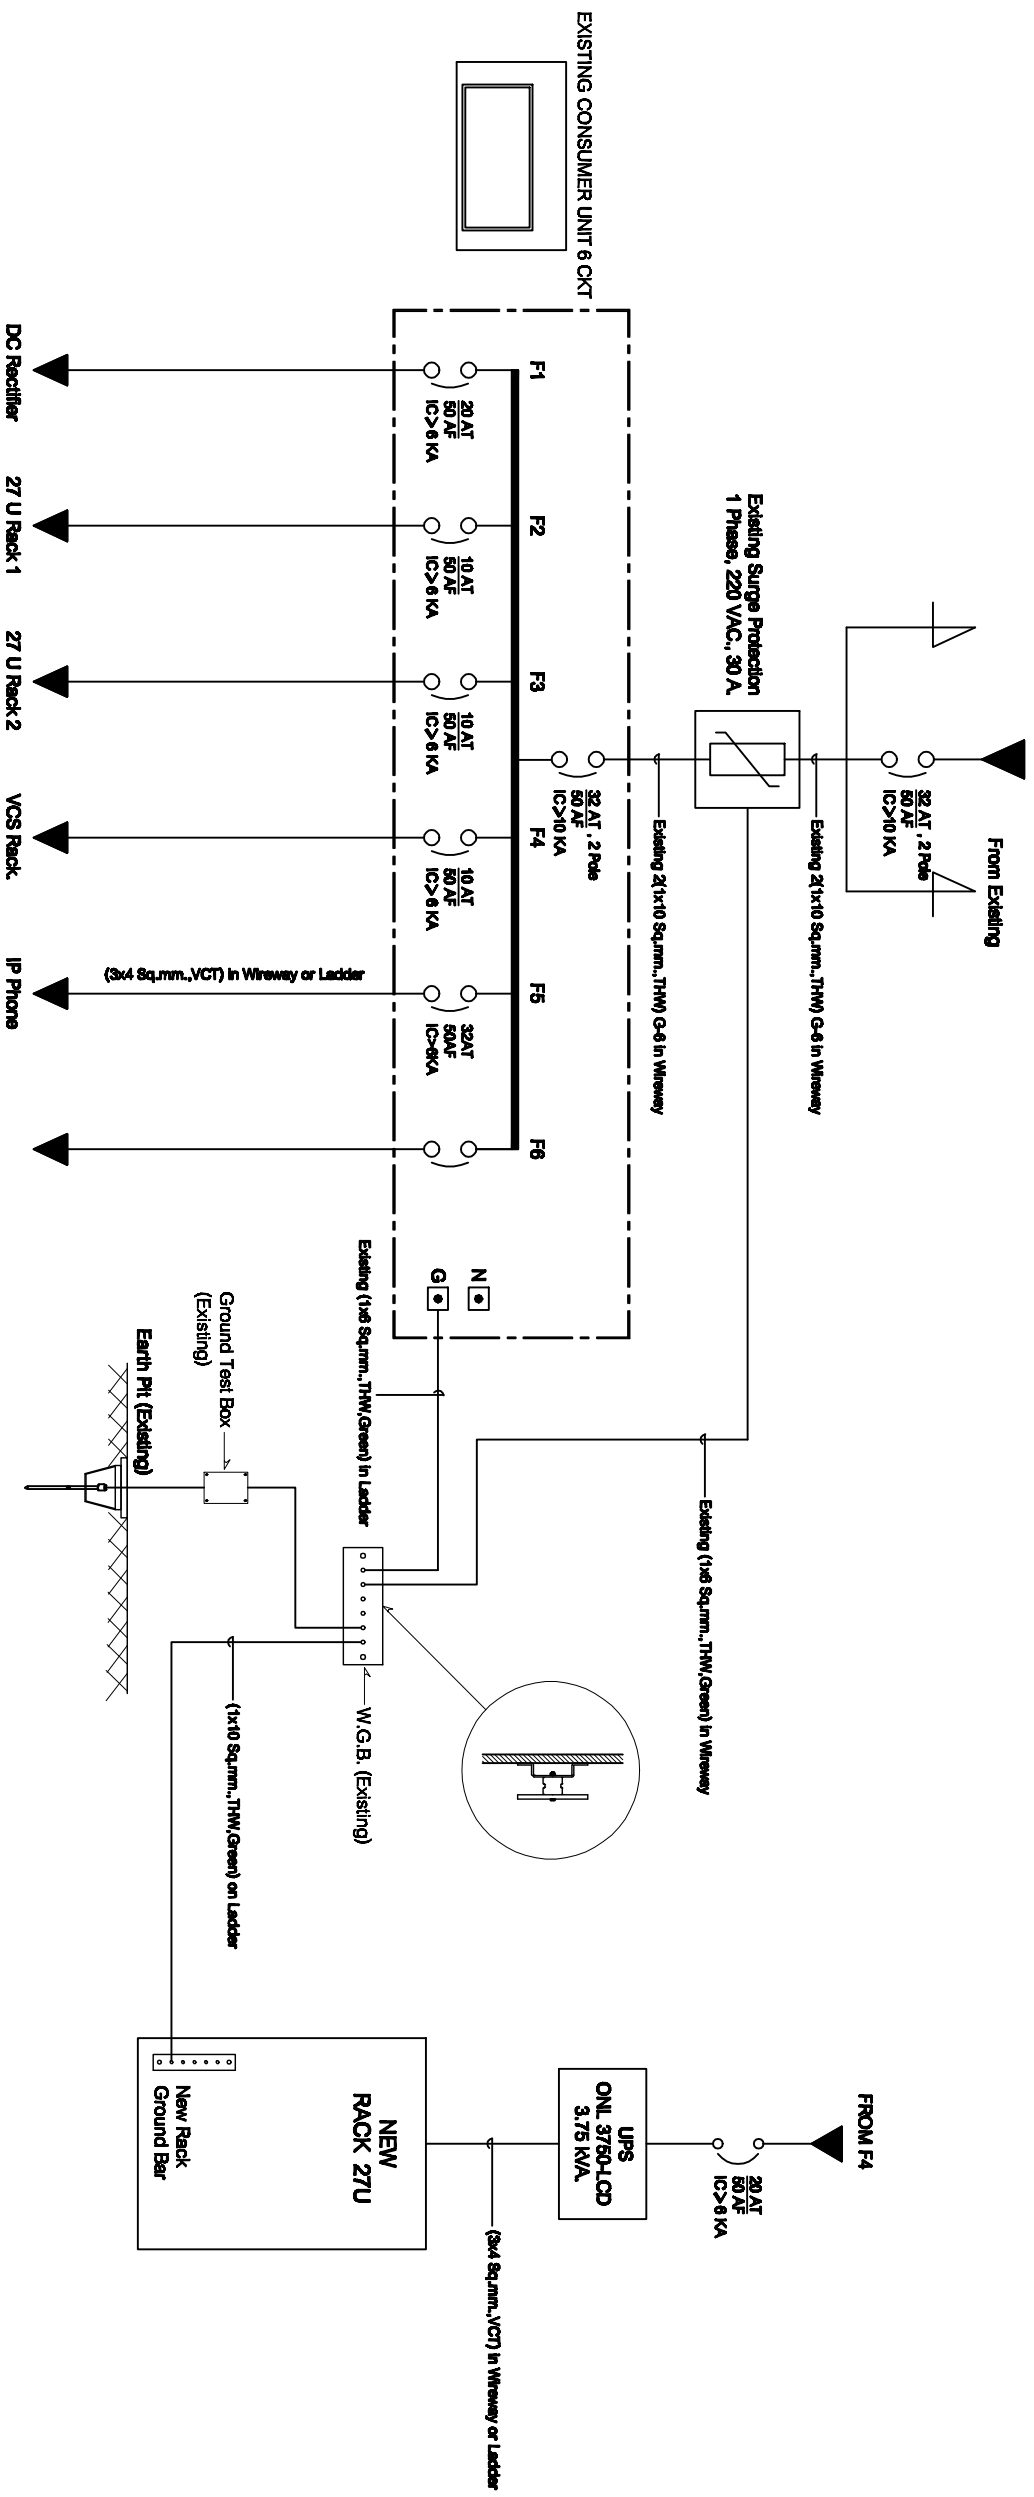 EXISTING CONSUMER UNIT 6 CKT
From Existing
32 AT , 2 Pole
50 AF
IC>10 KA
Existing 2(1x10 Sq.mm.,THW) G-6 in Wireway
Existing Surge Protection
1 Phase, 220 VAC., 30 A.
Existing 2(1x10 Sq.mm.,THW) G-6 in Wireway
32 AT , 2 Pole
50 AF
IC>10 KA
F1
20 AT
50 AF
IC>6 KA
DC Rectifier
F2
10 AT
50 AF
IC>6 KA
27 U Rack 1
F3
10 AT
50 AF
IC>6 KA
27 U Rack 2
F4
10 AT
50 AF
IC>6 KA
VCS Rack.
F5
32AT
50AF
IC>6KA
(3x4 Sq.mm.,VCT) in Wireway or Ladder
IP Phone
F6
N
G
Existing (1x6 Sq.mm.,THW,Green) in Ladder
Existing (1x6 Sq.mm.,THW,Green) in Wireway
Ground Test Box
(Existing)
Earth Pit (Existing)
W.G.B. (Existing)
(1x10 Sq.mm.,THW,Green) on Ladder
FROM F4
20 AT
50 AF
IC>6 KA
UPS
ONL 3750-LCD
3.75 kVA.
(3x4 Sq.mm.,VCT) in Wireway or Ladder
NEW
RACK 27U
New Rack
Ground Bar